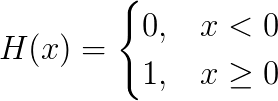 H(x) = { 0, x < 0
1, x ≥ 0